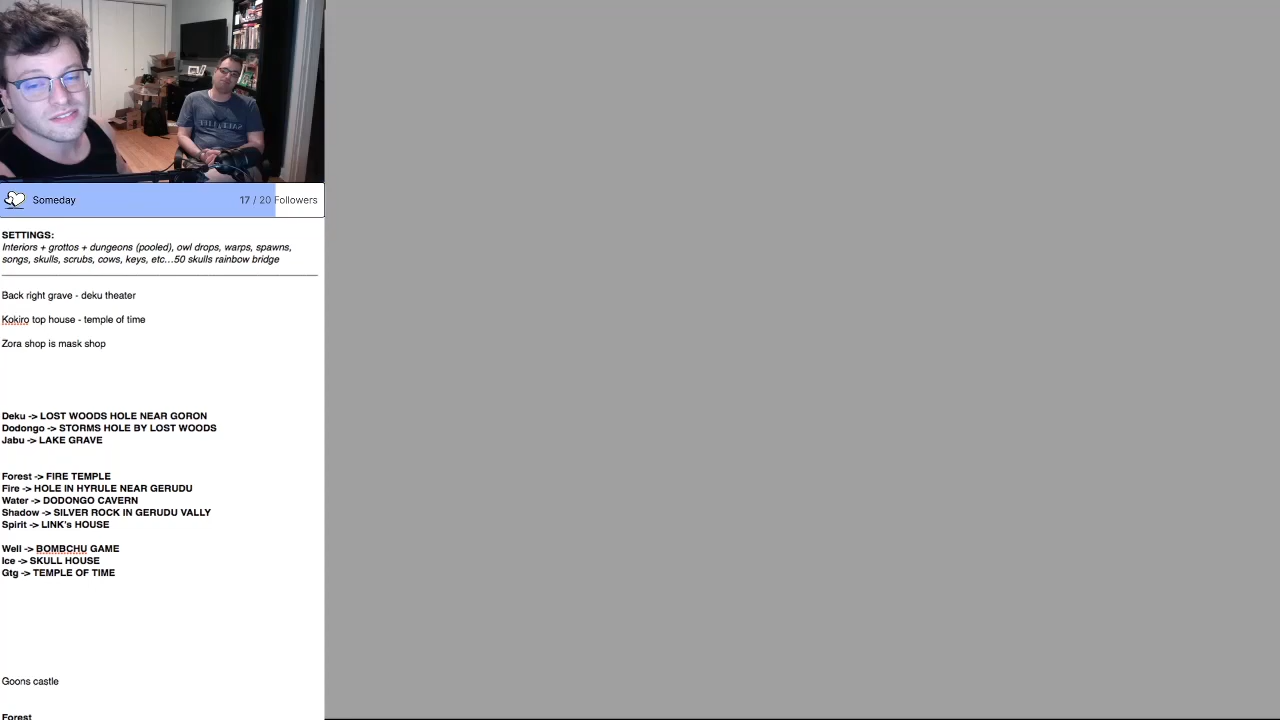 Someday
17 / 20 Followers
SETTINGS:
Interiors + grottos + dungeons (pooled), owl drops, warps, spawns,
songs, skulls, scrubs, cows, keys, etc...50 skulls rainbow bridge
Back right grave - deku theater
Kokiro top house - temple of time
Zora shop is mask shop
Deku -> LOST WOODS HOLE NEAR GORON
Dodongo -> STORMS HOLE BY LOST WOODS
Jabu -> LAKE GRAVE
Forest -> FIRE TEMPLE
Fire -> HOLE IN HYRULE NEAR GERUDU
Water -> DODONGO CAVERN
Shadow -> SILVER ROCK IN GERUDU VALLY
Spirit -> LINK's HOUSE
Well -> BOMBCHU GAME
Ice -> SKULL HOUSE
Gtg -> TEMPLE OF TIME
Goons castle
Forest